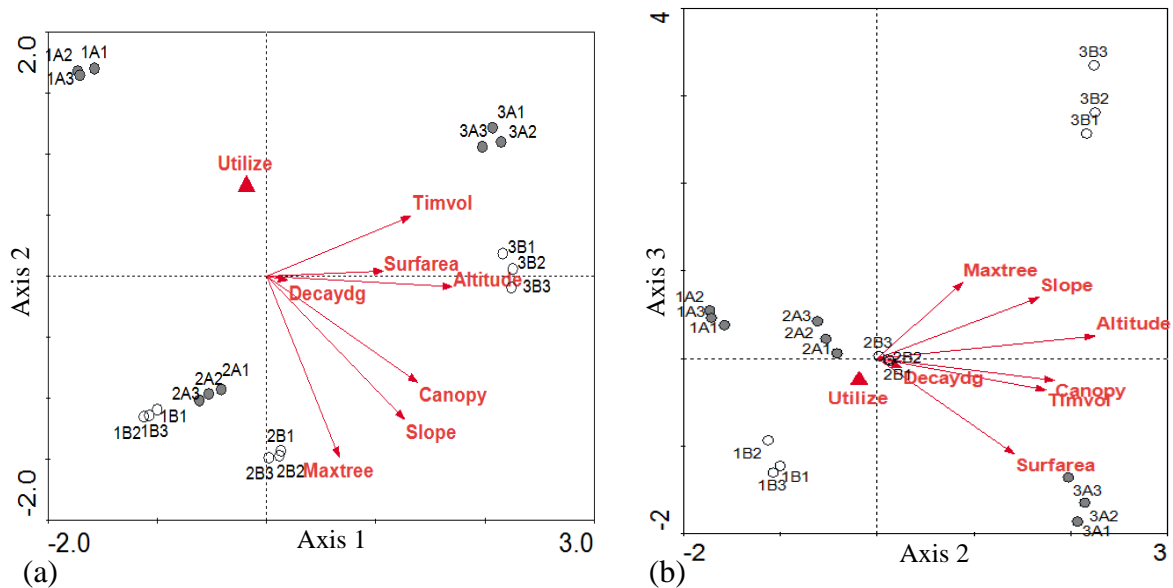 2.0
1A2 1A1
1A3
3A1
3A3 3A2
Utilize
Timvol
3B1
Surfarea
3B2
Altitude
3B3
Decaydg
Axis 2
Canopy
2A1
2A2
2A3
Slope
1B1
1B2 1B3
2B1
Maxtree
2B3 2B2
-2.0
-2.0
Axis 1
3.0
(a)
4
3B3
3B2
3B1
Axis 3
Maxtree
Slope
1A2
1A3
1A1
2A3
2A2
2A1
Altitude
2B3
2B2
2B1
Decaydg
Utilize
Canopy
Timvol
1B2
1B1
1B3
Surfarea
3A3
3A2
3A1
-2
-2
Axis 2
3
(b)